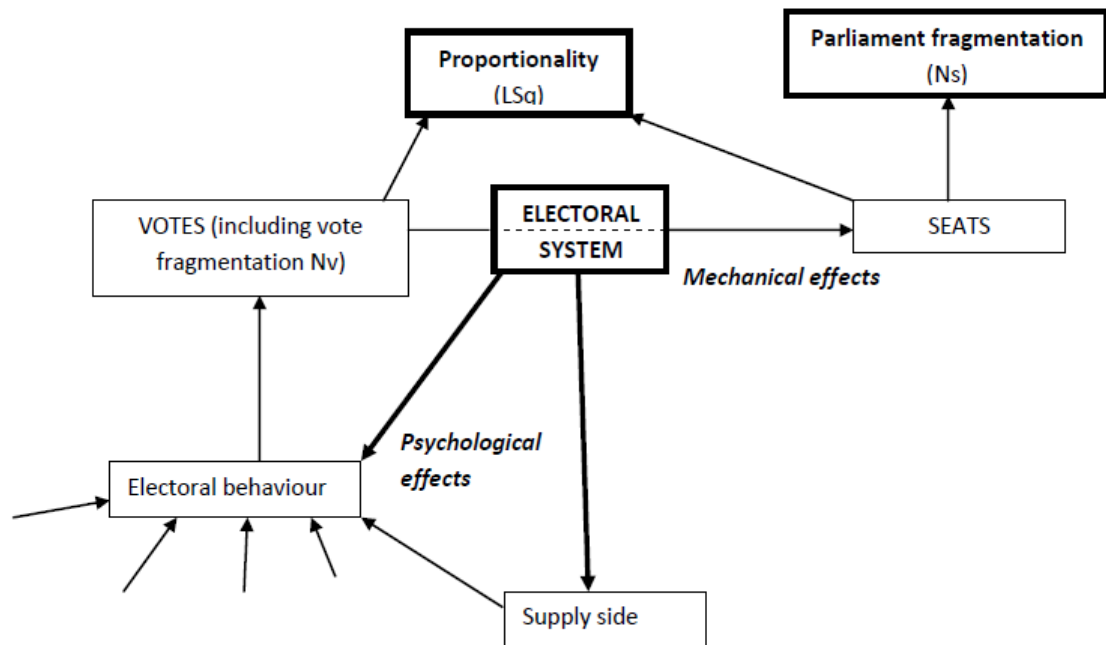 Parliament fragmentation
(Ns)
Proportionality
(LSq)
VOTES (including vote
fragmentation Nv)
ELECTORAL
SYSTEM
SEATS
Mechanical effects
Psychological
effects
Electoral behaviour
Supply side